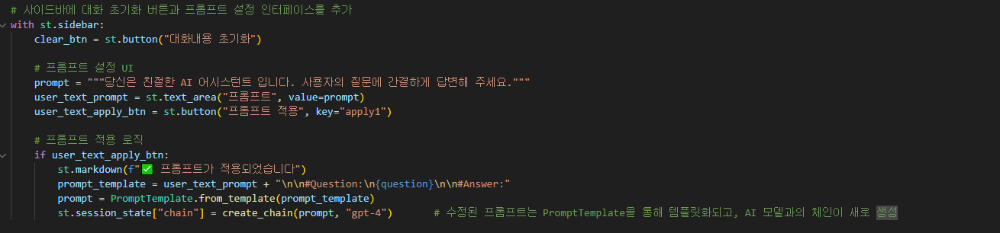 # 사이드바에 대화 초기화 버튼과 프롬프트 설정 인터페이스를 추가
with st.sidebar:
    clear_btn = st.button("대화내용 초기화")

    # 프롬프트 설정 UI
    prompt = """당신은 친절한 AI 어시스턴트 입니다. 사용자의 질문에 간결하게 답변해 주세요."""
    user_text_prompt = st.text_area("프롬프트", value=prompt)
    user_text_apply_btn = st.button("프롬프트 적용", key="apply1")

    # 프롬프트 적용 로직
    if user_text_apply_btn:
        st.markdown(f"✅ 프롬프트가 적용되었습니다")
        prompt_template = user_text_prompt + "\n\n#Question:\n{question}\n\n#Answer:"
        prompt = PromptTemplate.from_template(prompt_template)
        st.session_state["chain"] = create_chain(prompt, "gpt-4")       # 수정된 프롬프트는 PromptTemplate을 통해 템플릿화되고, AI 모델과의 체인이 새로 생성